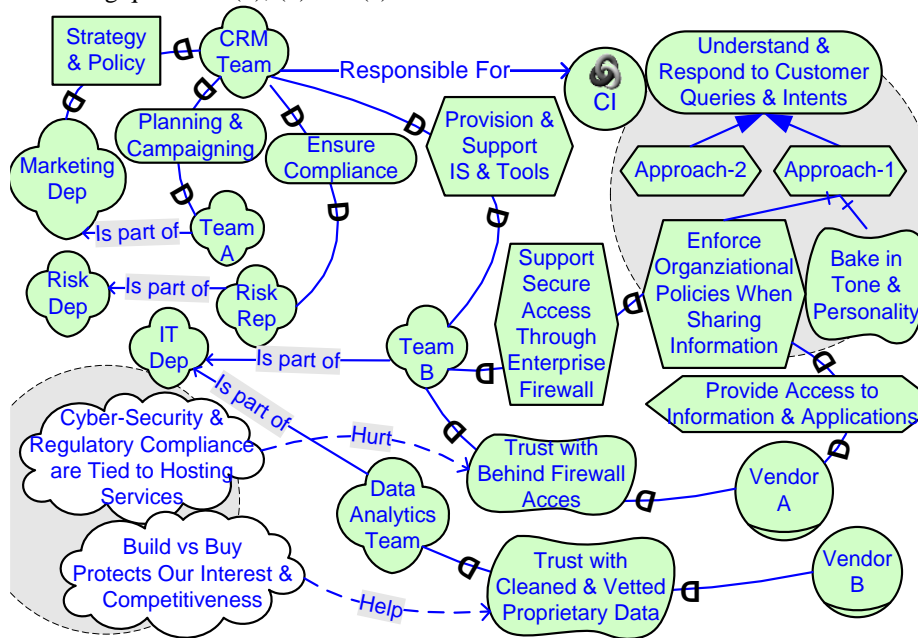 Strategy
& Policy
CRM
Team
Responsible For
CI
Understand &
Respond to Customer
Queries & Intents
Marketing
Dep
Planning &
Campaigning
Ensure
Compliance
Provision &
Support
IS & Tools
Approach-2
Approach-1
Is part of
Team
A
Risk
Dep
Is part of
Risk
Rep
Support
Secure
Access
Through
Enterprise
Firewall
Enforce
Organziational
Policies When
Sharing
Information
Bake in
Tone &
Personality
IT
Dep
Is part of
Team
B
Is part of
Provide Access to
Information & Applications
Cyber-Security &
Regulatory Compliance
are Tied to Hosting
Services
Hurt
Trust with
Behind Firewall
Acces
Vendor
A
Data
Analytics
Team
Build vs Buy
Protects Our Interest &
Competitiveness
Help
Trust with
Cleaned & Vetted
Proprietary Data
Vendor
B